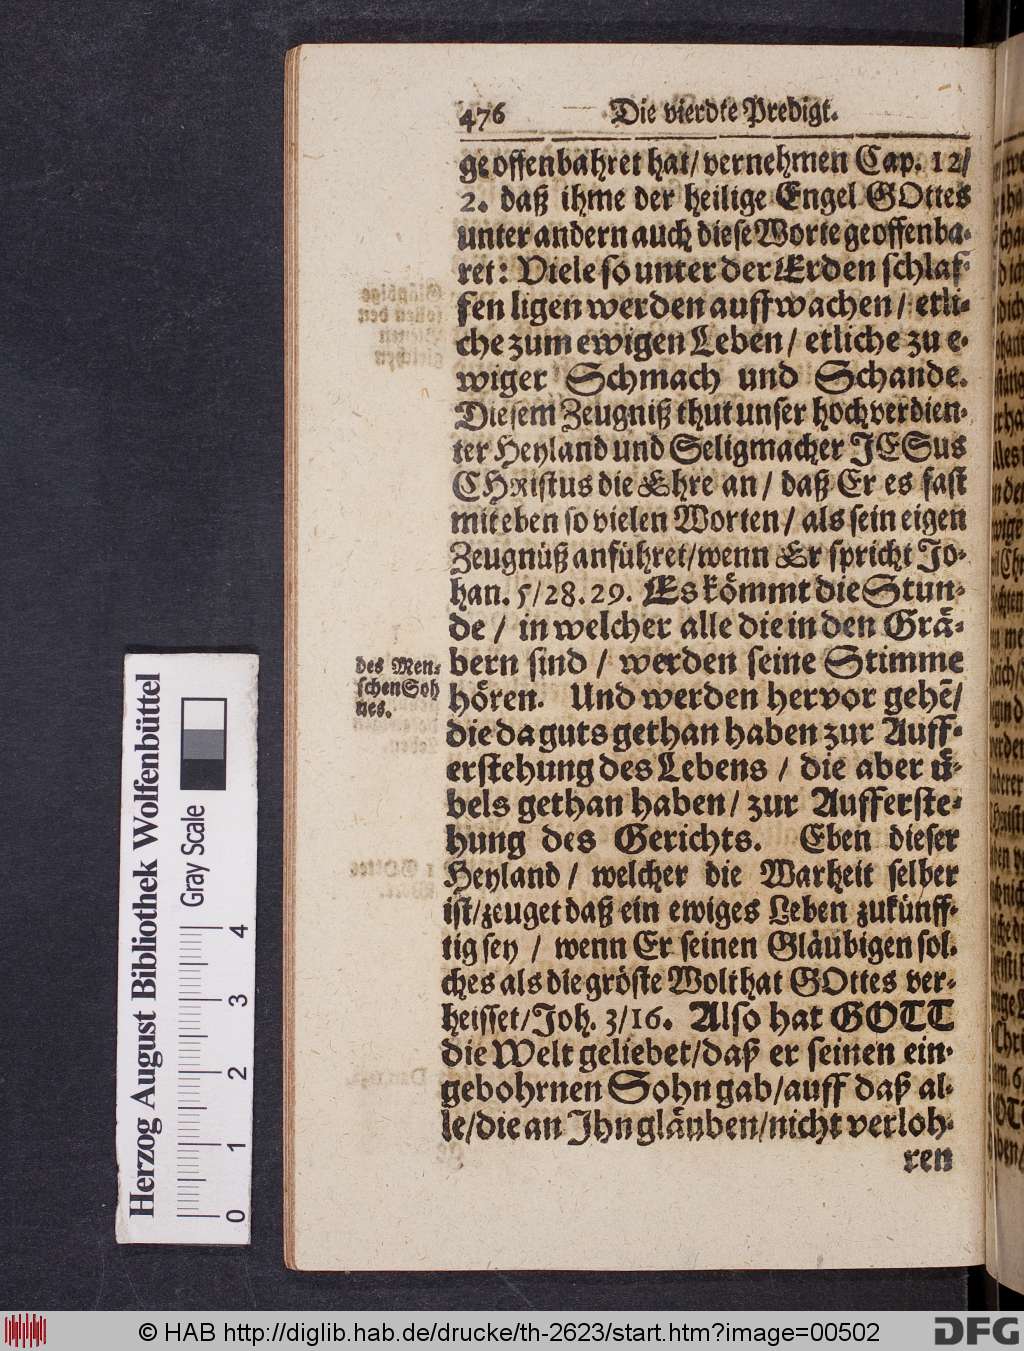 476 Die vierdte Predigt.
geoffenbahret hat/ vernehmen Cap. 12/
2. daß ihme der heilige Engel GOttes
unter andern auch diese Worte geoffenba-
ret: Viele so unter der Erden schlaf-
fen ligen werden auffwachen/ etli-
che zum ewigen Leben/ etliche zu e-
wiger Schmach und Schande.
Diesem Zeugniß thut unser hochverdien-
ter Heyland und Seligmacher JESus
CHRistus die Ehre an/ daß Er es fast
mit eben so vielen Worten/ als sein eigen
Zeugnüß anführet/ wenn Er spricht Jo-
han. 5/28. 29. Es kömmt die Stun-
de/ in welcher alle die in den Grä-
bern sind/ werden seine Stimme
des Men-
schen Soh
nes.
hören. Und werden hervor gehē/
die da guts gethan haben zur Auff-
erstehung des Lebens/ die aber ü-
bels gethan haben/ zur Aufferste-
hung des Gerichts. Eben dieser
Heyland/ welcher die Warheit selber
ist/ zeuget daß ein ewiges Leben zukünff-
tig sey/ wenn Er seinen Gläubigen sol-
ches als die gröste Wolthat GOttes ver-
heisset/ Joh. 3/16. Also hat GOTT
die Welt geliebet/ daß er seinen ein-
gebohrnen Sohn gab/ auff daß al-
le/ die an Ihn gläuben/ nicht verloh-
ren
Herzog August Bibliothek Wolfenbüttel
Gray Scale
0 1 2 3 4
© HAB http://diglib.hab.de/drucke/th-2623/start.htm?image=00502
DFG